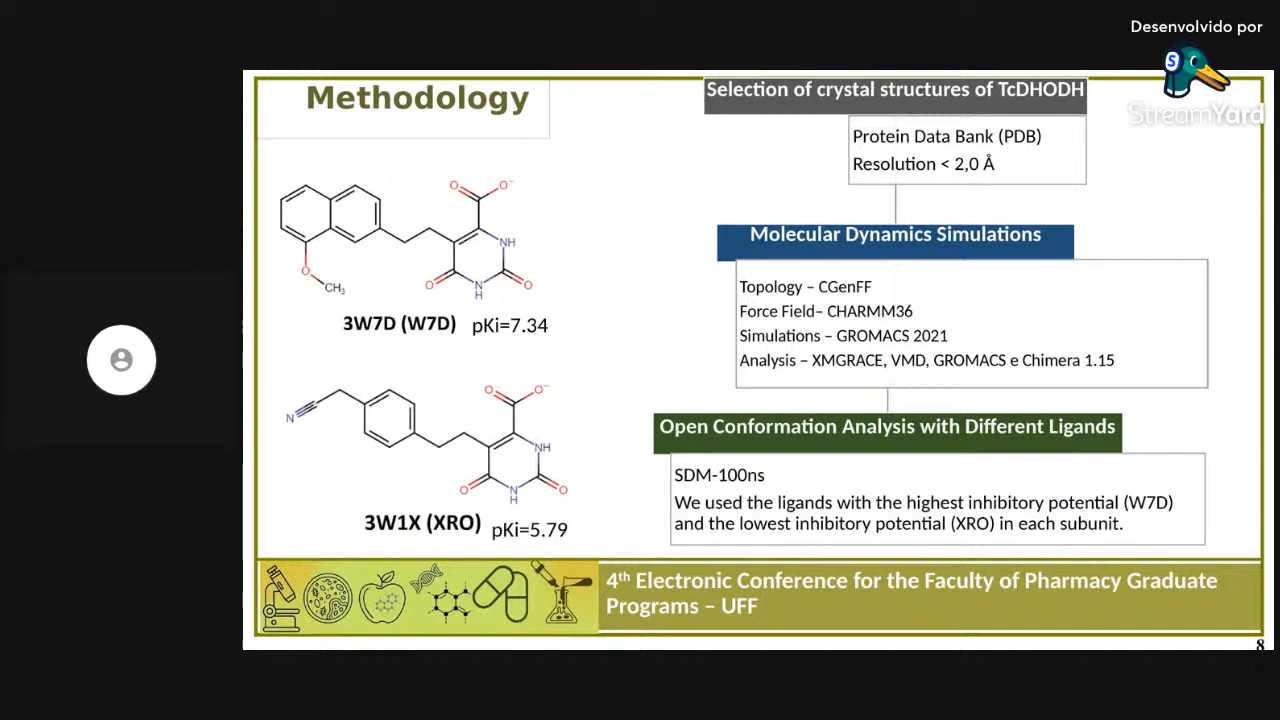 Desenvolvido por
StreamYard
Methodology
3W7D (W7D) pKi=7.34
3W1X (XRO) pKi=5.79
O
O⁻
NH
O
N
H
O
O
CH₃
N
O
O⁻
NH
O
N
H
O
Selection of crystal structures of TcDHODH
Protein Data Bank (PDB)
Resolution < 2,0 Å
Molecular Dynamics Simulations
Topology – CGenFF
Force Field– CHARMM36
Simulations – GROMACS 2021
Analysis – XMGRACE, VMD, GROMACS e Chimera 1.15
Open Conformation Analysis with Different Ligands
SDM-100ns
We used the ligands with the highest inhibitory potential (W7D)
and the lowest inhibitory potential (XRO) in each subunit.
4th Electronic Conference for the Faculty of Pharmacy Graduate
Programs – UFF
8